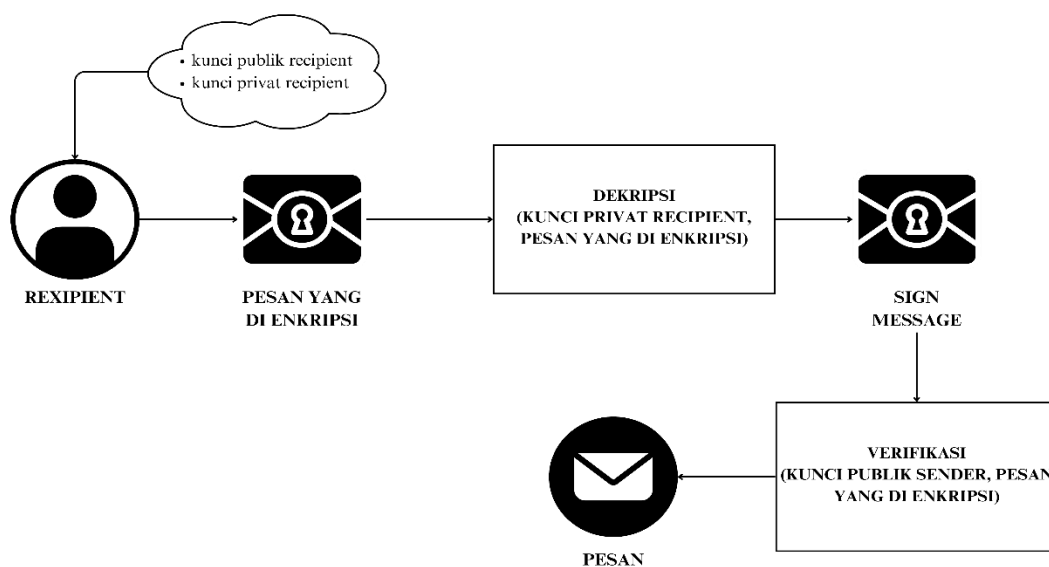 • kunci publik recipient
• kunci privat recipient
REXIPIENT
PESAN YANG
DI ENKRIPSI
DEKRIPSI
(KUNCI PRIVAT RECIPIENT,
PESAN YANG DI ENKRIPSI)
SIGN
MESSAGE
VERIFIKASI
(KUNCI PUBLIK SENDER, PESAN
YANG DI ENKRIPSI)
PESAN